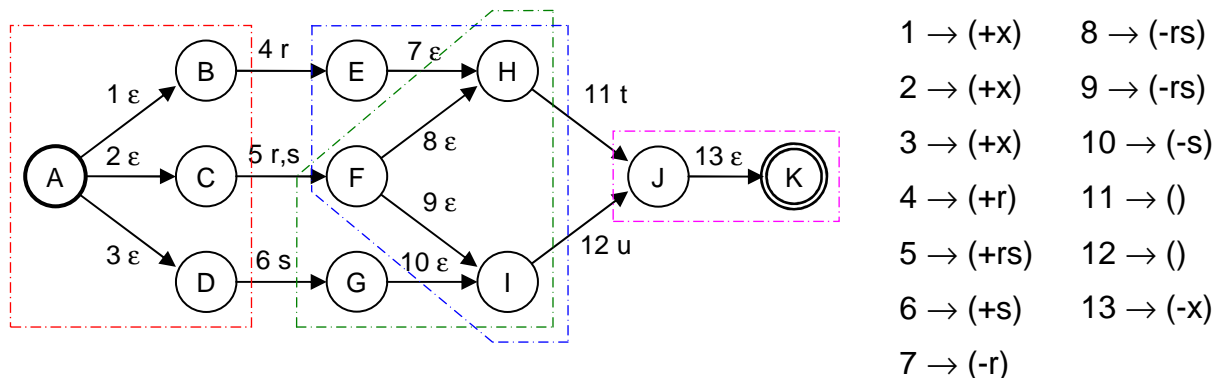 B
4 r
E
7 ε
H
1 ε
11 t
8 ε
A
2 ε
C
5 r,s
F
J
13 ε
K
9 ε
3 ε
12 u
D
6 s
G
10 ε
I
1 → (+x)
2 → (+x)
3 → (+x)
4 → (+r)
5 → (+rs)
6 → (+s)
7 → (-r)
8 → (-rs)
9 → (-rs)
10 → (-s)
11 → ()
12 → ()
13 → (-x)